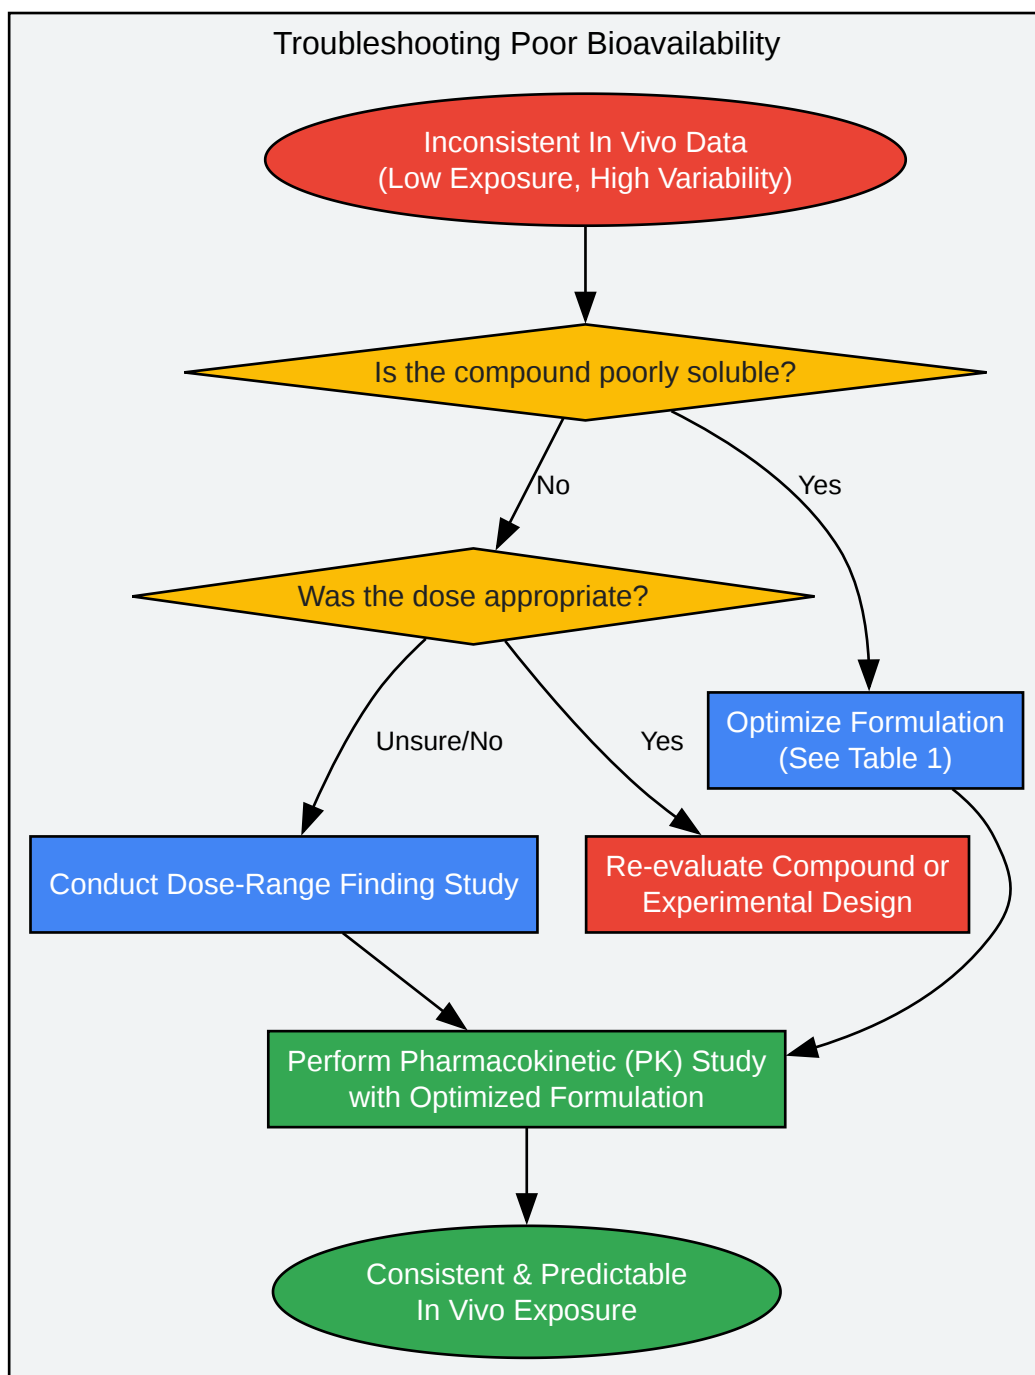 Troubleshooting Poor Bioavailability
Inconsistent In Vivo Data
(Low Exposure, High Variability)
Is the compound poorly soluble?
No
Yes
Was the dose appropriate?
Unsure/No
Yes
Optimize Formulation
(See Table 1)
Conduct Dose-Range Finding Study
Re-evaluate Compound or
Experimental Design
Perform Pharmacokinetic (PK) Study
with Optimized Formulation
Consistent & Predictable
In Vivo Exposure